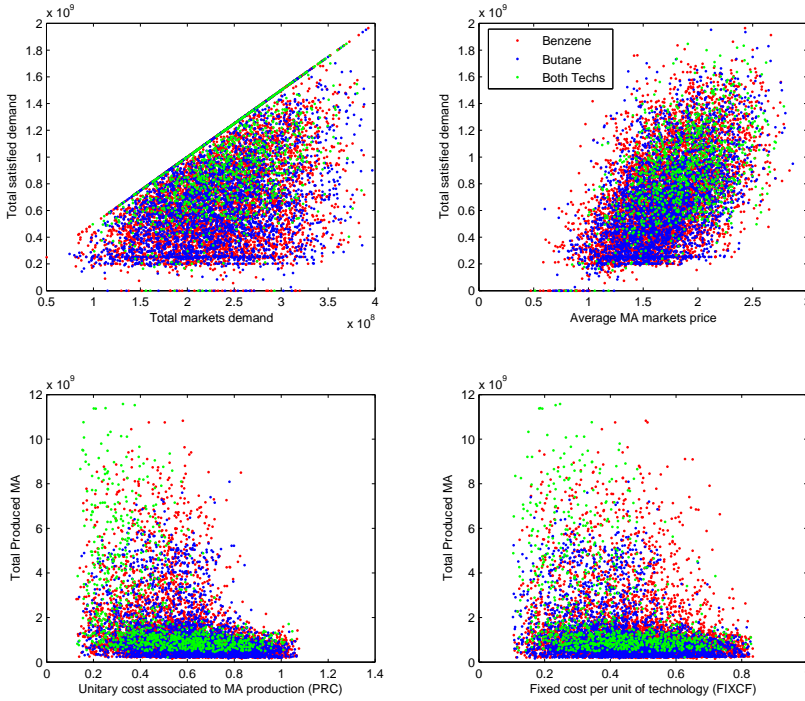 x 10^9
2
1.8
1.6
1.4
1.2
1
0.8
0.6
0.4
0.2
0
Total satisfied demand
0.5 1 1.5 2 2.5 3 3.5 4
Total markets demand
x 10^8
x 10^9
2
1.8
1.6
1.4
1.2
1
0.8
0.6
0.4
0.2
0
Total satisfied demand
Benzene
Butane
Both Techs
0 0.5 1 1.5 2 2.5
Average MA markets price
x 10^9
12
10
8
6
4
2
0
Total Produced MA
0 0.2 0.4 0.6 0.8 1 1.2 1.4
Unitary cost associated to MA production (PRC)
x 10^9
12
10
8
6
4
2
0
Total Produced MA
0 0.2 0.4 0.6 0.8
Fixed cost per unit of technology (FIXCF)